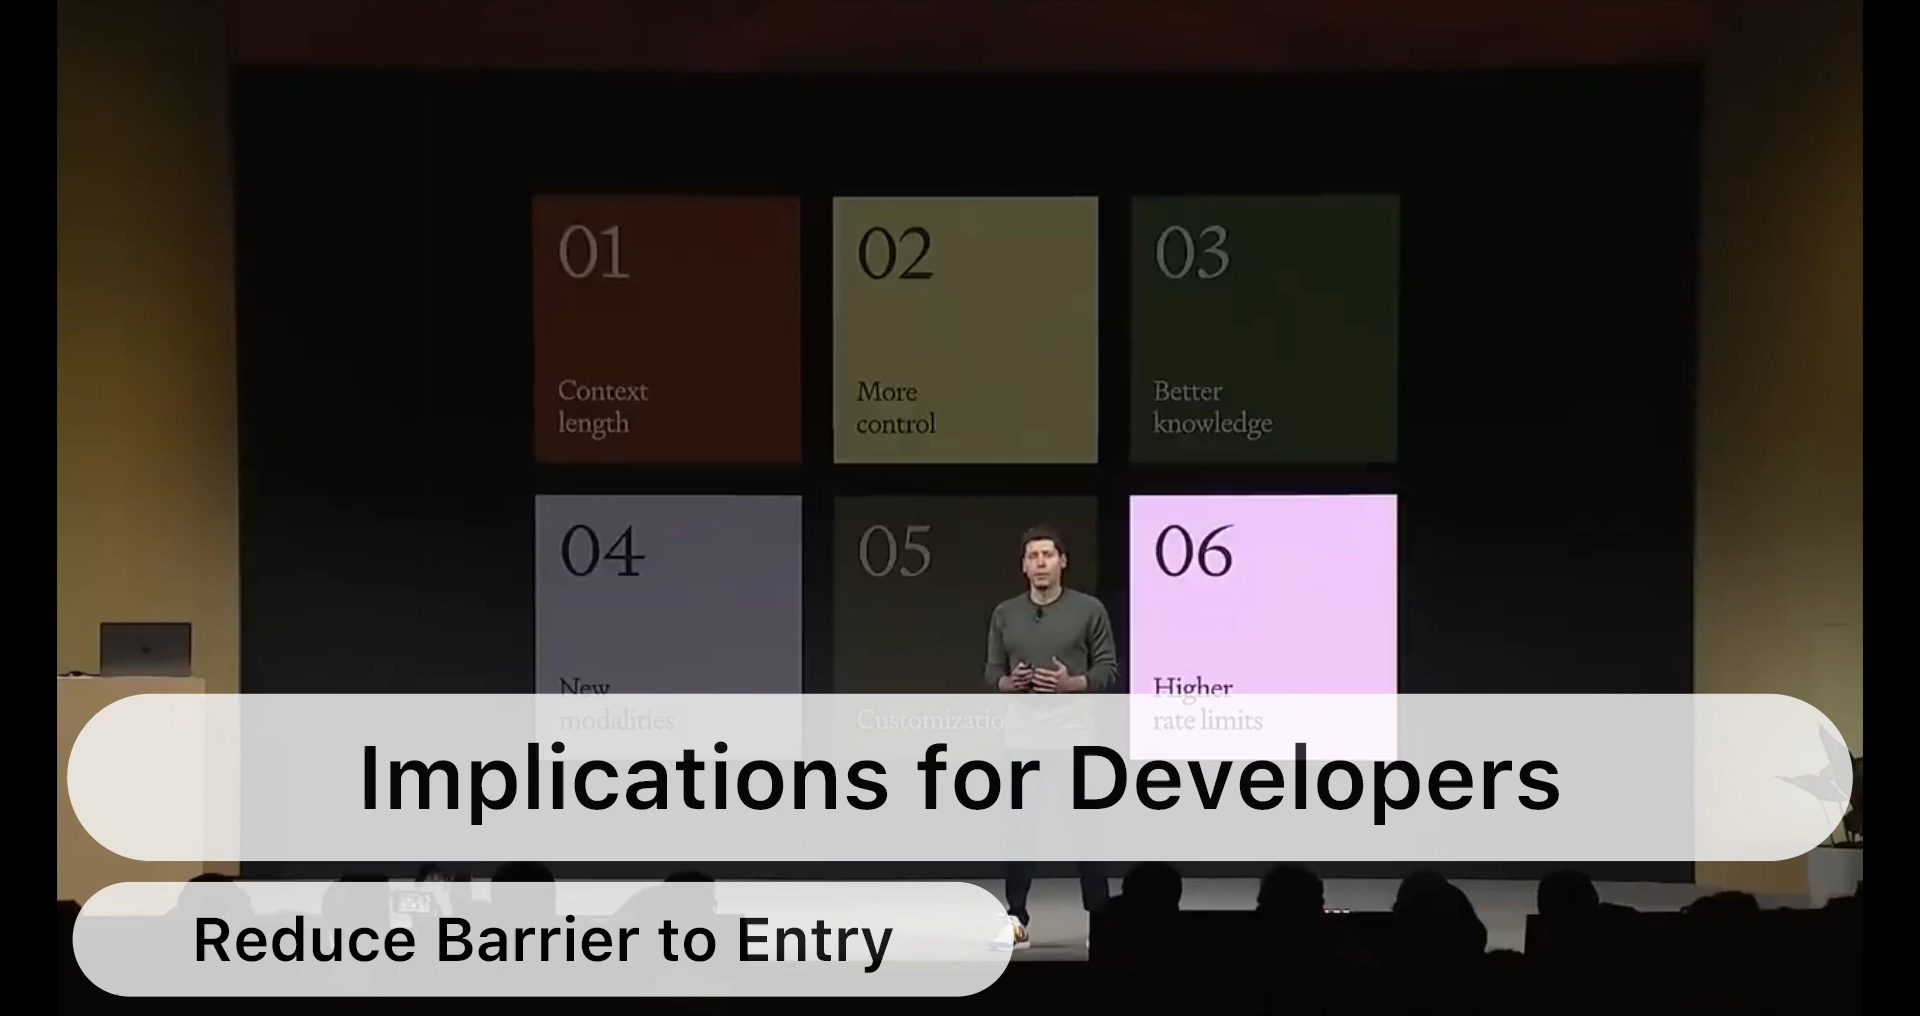 01
02
03
Context
length
More
control
Better
knowledge
04
05
06
New
modalities
Customizatio
Higher
rate limits
Implications for Developers
Reduce Barrier to Entry